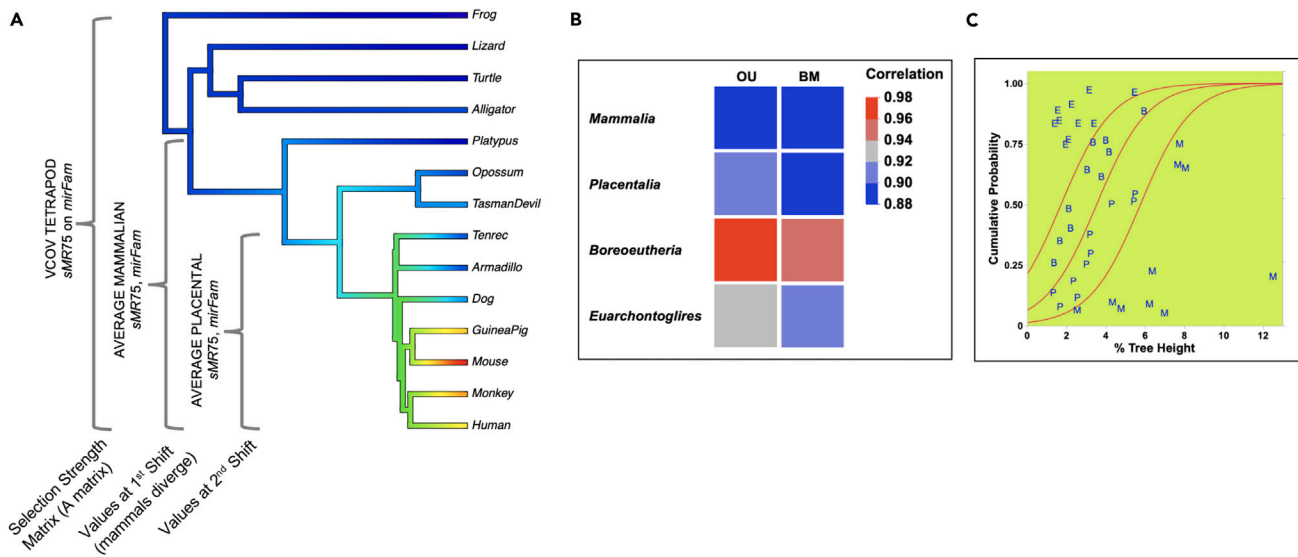 A
VCOV TETRAPOD
sMR75 on mirFam
AVERAGE MAMMALIAN
sMR75, mirFam
AVERAGE PLACENTAL
sMR75, mirFam
Frog
Lizard
Turtle
Alligator
Platypus
Opossum
TasmanDevil
Tenrec
Armadillo
Dog
GuineaPig
Mouse
Monkey
Human
Selection Strength
Matrix (A matrix)
Values at 1st Shift
(mammals diverge)
Values at 2nd Shift
B
OU BM
Correlation
0.98
0.96
0.94
0.92
0.90
0.88
Mammalia
Placentalia
Boreoeutheria
Euarchontoglires
C
Cumulative Probability
1.00
0.75
0.50
0.25
0
E
E
E
E
E
E
E
E
E
E
E
B
B
B
B
B
B
B
B
B
B
M
M
M
P
P
P
P
P
P
P
P
P
P
P
M
M
M
M
M
M
M
0 2 4 6 8 10 12
% Tree Height